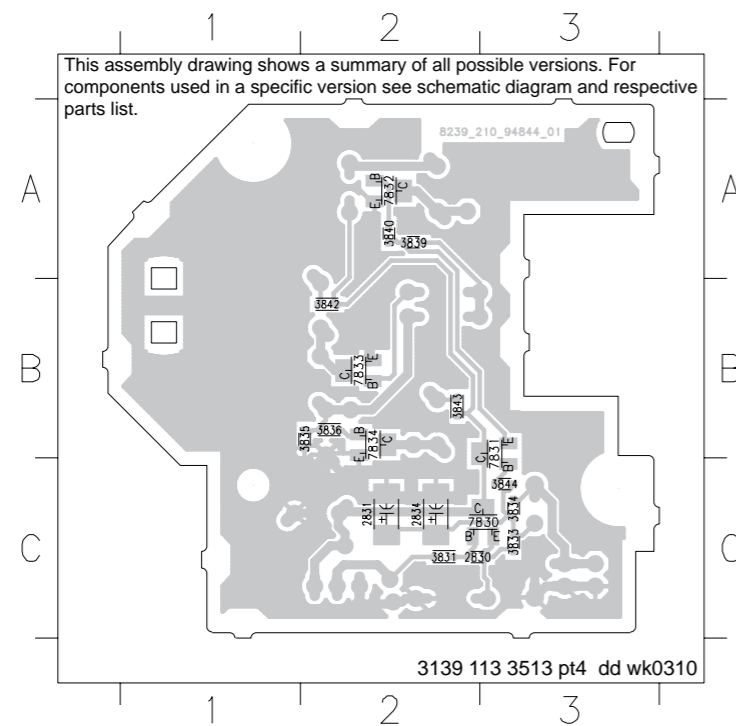 1 2 3
This assembly drawing shows a summary of all possible versions. For
components used in a specific version see schematic diagram and respective
parts list.
8239_210_94844_01
A A
B
7832 C
E
3840
3839
3842
B B
E
C 7833
B
3843
3836
3835
B
7834 C
E
E
C 7831
B
3844
2831 2834
C
7830
B E
3834
3833
3831 2830
C C
3139 113 3513 pt4 dd wk0310
1 2 3